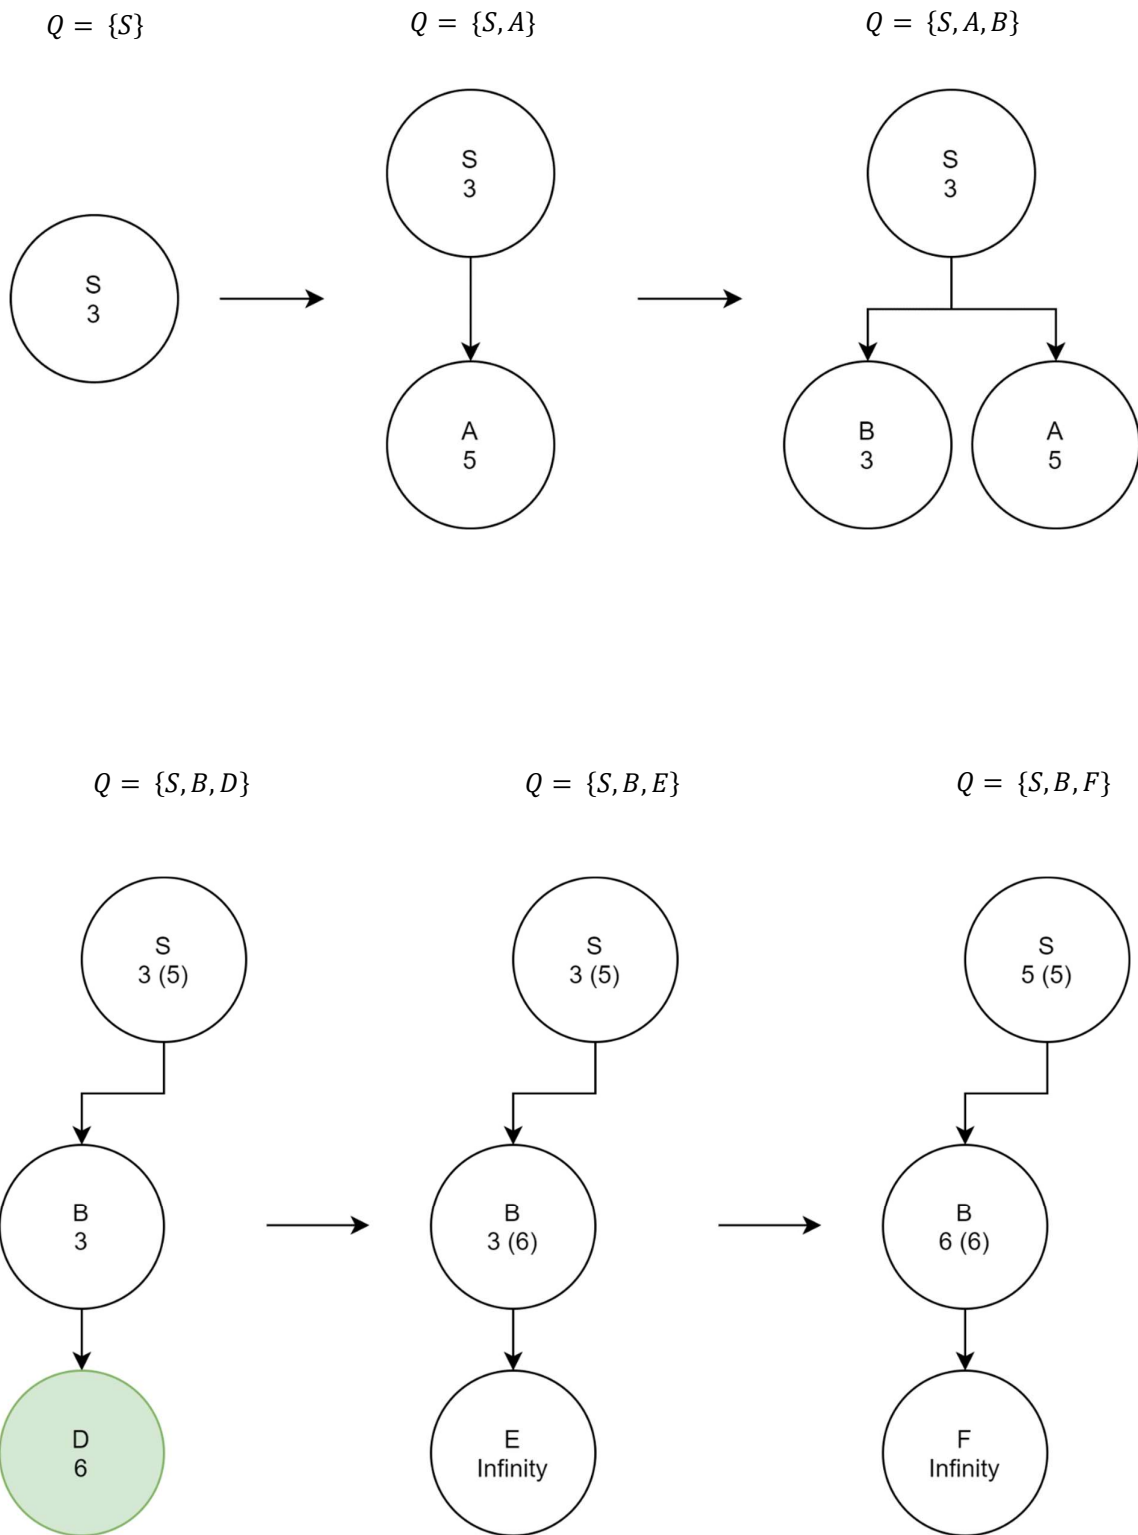 Q = {S}
Q = {S, A}
Q = {S, A, B}
S
3
S
3
A
5
S
3
B
3
A
5
Q = {S, B, D}
Q = {S, B, E}
Q = {S, B, F}
S
3 (5)
B
3
D
6
S
3 (5)
B
3 (6)
E
Infinity
S
5 (5)
B
6 (6)
F
Infinity